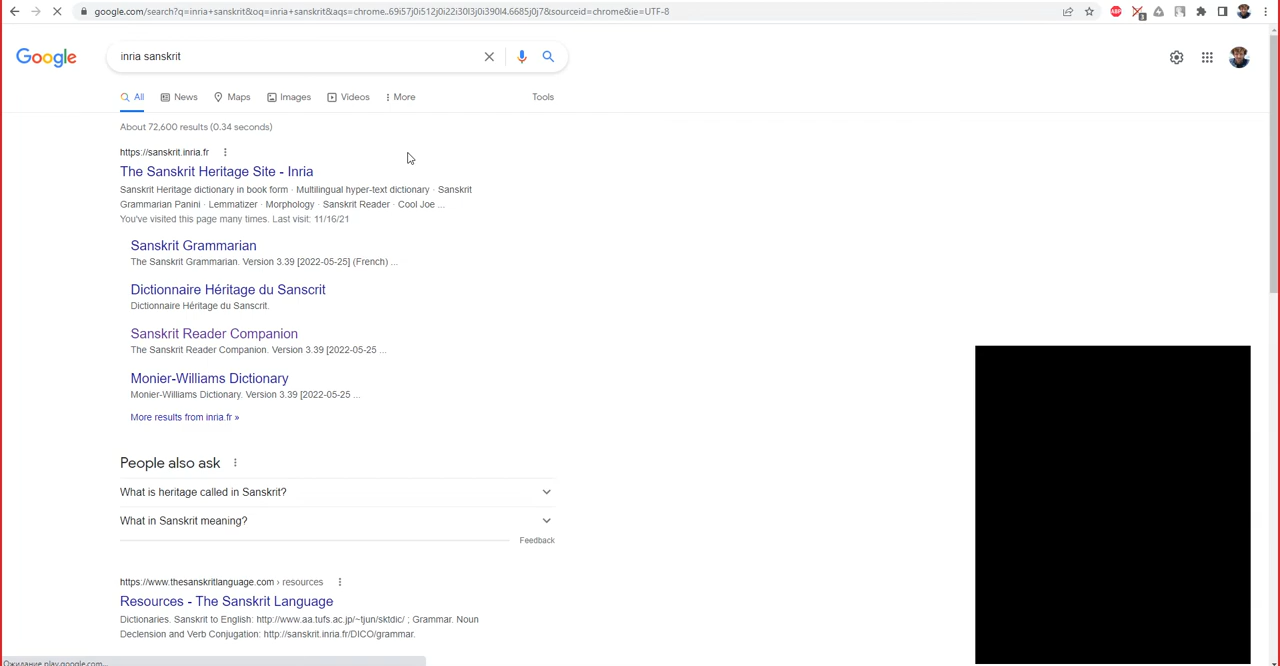 google.com/search?q=inria+sanskrit&oq=inria+sanskrit&aqs=chrome..69i57j0i512j0i22i30l3j0i390l4.6685j0j7&sourceid=chrome&ie=UTF-8
ABP
3
Google
inria sanskrit
All
News
Maps
Images
Videos
More
Tools
About 72,600 results (0.34 seconds)
https://sanskrit.inria.fr
The Sanskrit Heritage Site - Inria
Sanskrit Heritage dictionary in book form · Multilingual hyper-text dictionary · Sanskrit
Grammarian Panini · Lemmatizer · Morphology · Sanskrit Reader · Cool Joe ...
You've visited this page many times. Last visit: 11/16/21
Sanskrit Grammarian
The Sanskrit Grammarian. Version 3.39 [2022-05-25] (French) ...
Dictionnaire Héritage du Sanscrit
Dictionnaire Héritage du Sanscrit.
Sanskrit Reader Companion
The Sanskrit Reader Companion. Version 3.39 [2022-05-25 ...
Monier-Williams Dictionary
Monier-Williams Dictionary. Version 3.39 [2022-05-25 ...
More results from inria.fr »
People also ask
What is heritage called in Sanskrit?
What in Sanskrit meaning?
Feedback
https://www.thesanskritlanguage.com › resources
Resources - The Sanskrit Language
Dictionaries. Sanskrit to English: http://www.aa.tufs.ac.jp/~tjun/sktdic/ ; Grammar. Noun
Declension and Verb Conjugation: http://sanskrit.inria.fr/DICO/grammar.
Ожидание play.google.com...